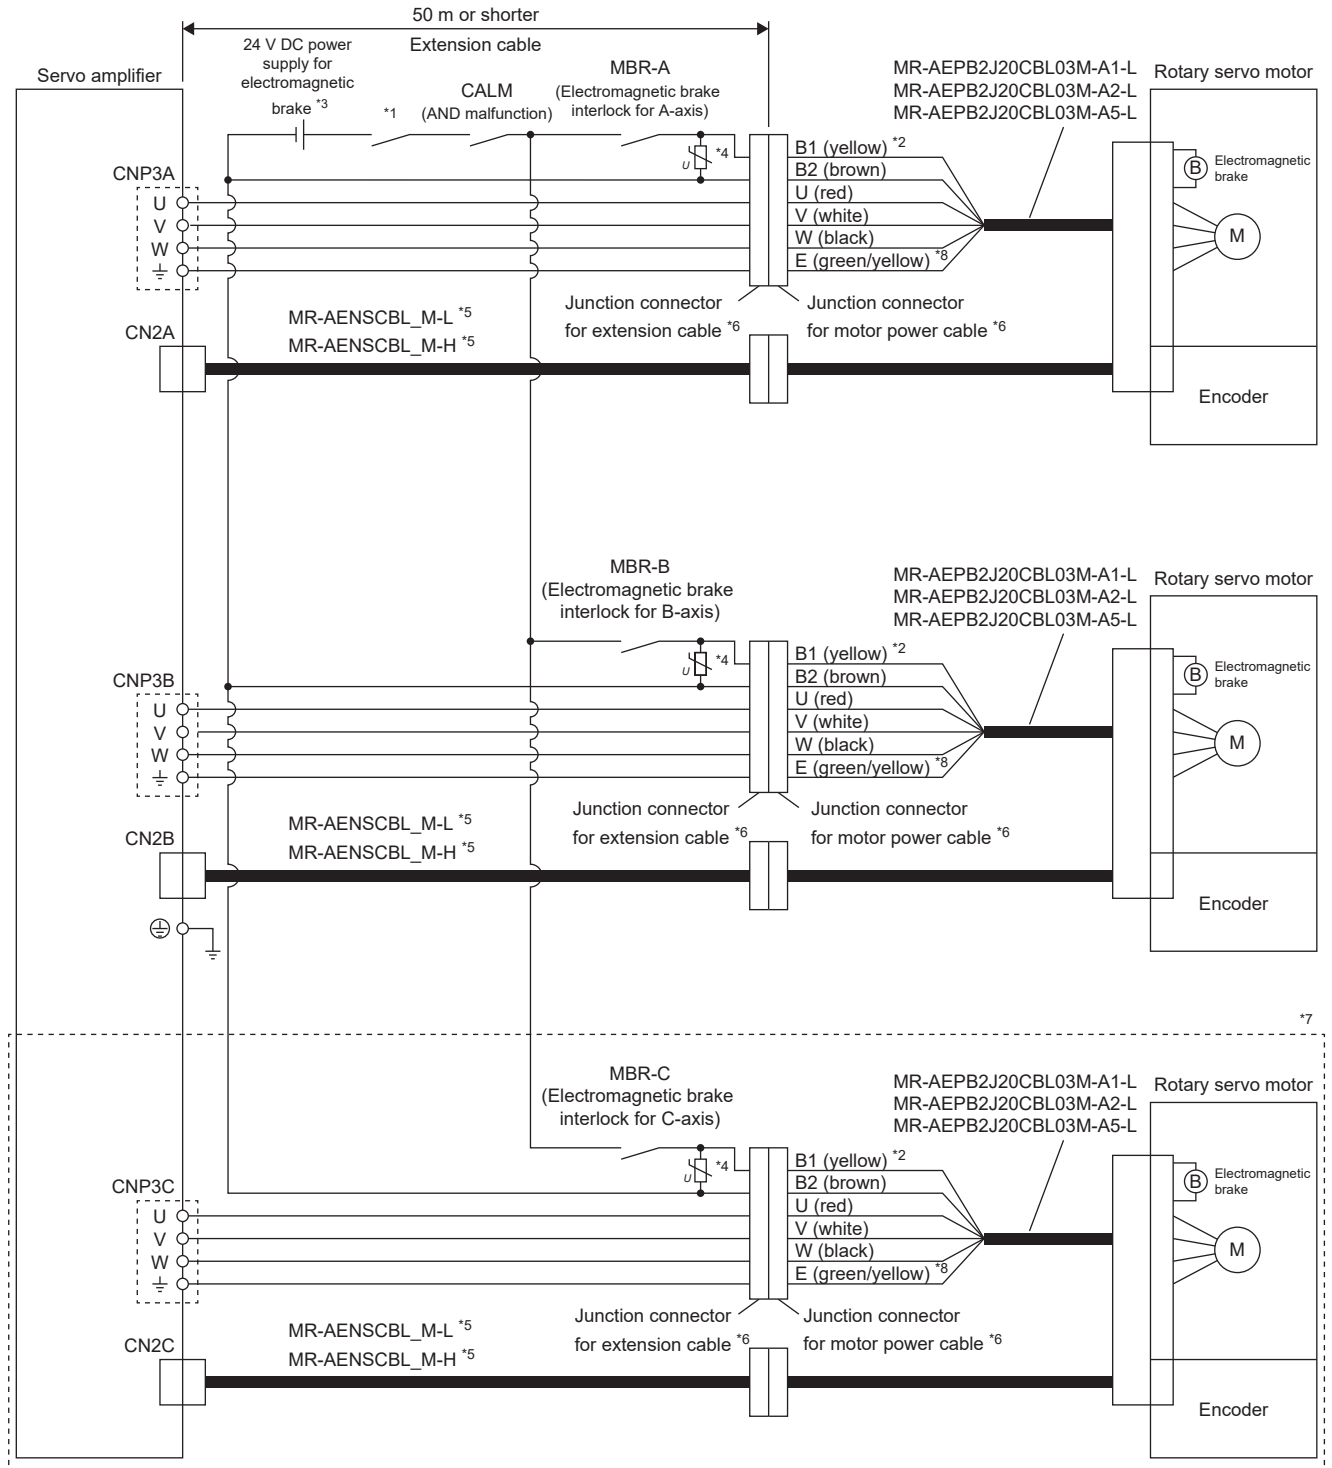 50 m or shorter
Extension cable
24 V DC power
supply for
electromagnetic
brake *3
*1
CALM
(AND malfunction)
MBR-A
(Electromagnetic brake
interlock for A-axis)
MR-AEPB2J20CBL03M-A1-L
MR-AEPB2J20CBL03M-A2-L
MR-AEPB2J20CBL03M-A5-L
Servo amplifier
Rotary servo motor
U
*4
B1 (yellow) *2
B2 (brown)
U (red)
V (white)
W (black)
E (green/yellow) *8
B
Electromagnetic
brake
M
CNP3A
U
V
W
Junction connector
for extension cable *6
Junction connector
for motor power cable *6
CN2A
MR-AENSCBL_M-L *5
MR-AENSCBL_M-H *5
Encoder
MBR-B
(Electromagnetic brake
interlock for B-axis)
MR-AEPB2J20CBL03M-A1-L
MR-AEPB2J20CBL03M-A2-L
MR-AEPB2J20CBL03M-A5-L
Rotary servo motor
U
*4
B1 (yellow) *2
B2 (brown)
U (red)
V (white)
W (black)
E (green/yellow) *8
B
Electromagnetic
brake
M
CNP3B
U
V
W
Junction connector
for extension cable *6
Junction connector
for motor power cable *6
CN2B
MR-AENSCBL_M-L *5
MR-AENSCBL_M-H *5
Encoder
*7
MBR-C
(Electromagnetic brake
interlock for C-axis)
MR-AEPB2J20CBL03M-A1-L
MR-AEPB2J20CBL03M-A2-L
MR-AEPB2J20CBL03M-A5-L
Rotary servo motor
U
*4
B1 (yellow) *2
B2 (brown)
U (red)
V (white)
W (black)
E (green/yellow) *8
B
Electromagnetic
brake
M
CNP3C
U
V
W
Junction connector
for extension cable *6
Junction connector
for motor power cable *6
CN2C
MR-AENSCBL_M-L *5
MR-AENSCBL_M-H *5
Encoder